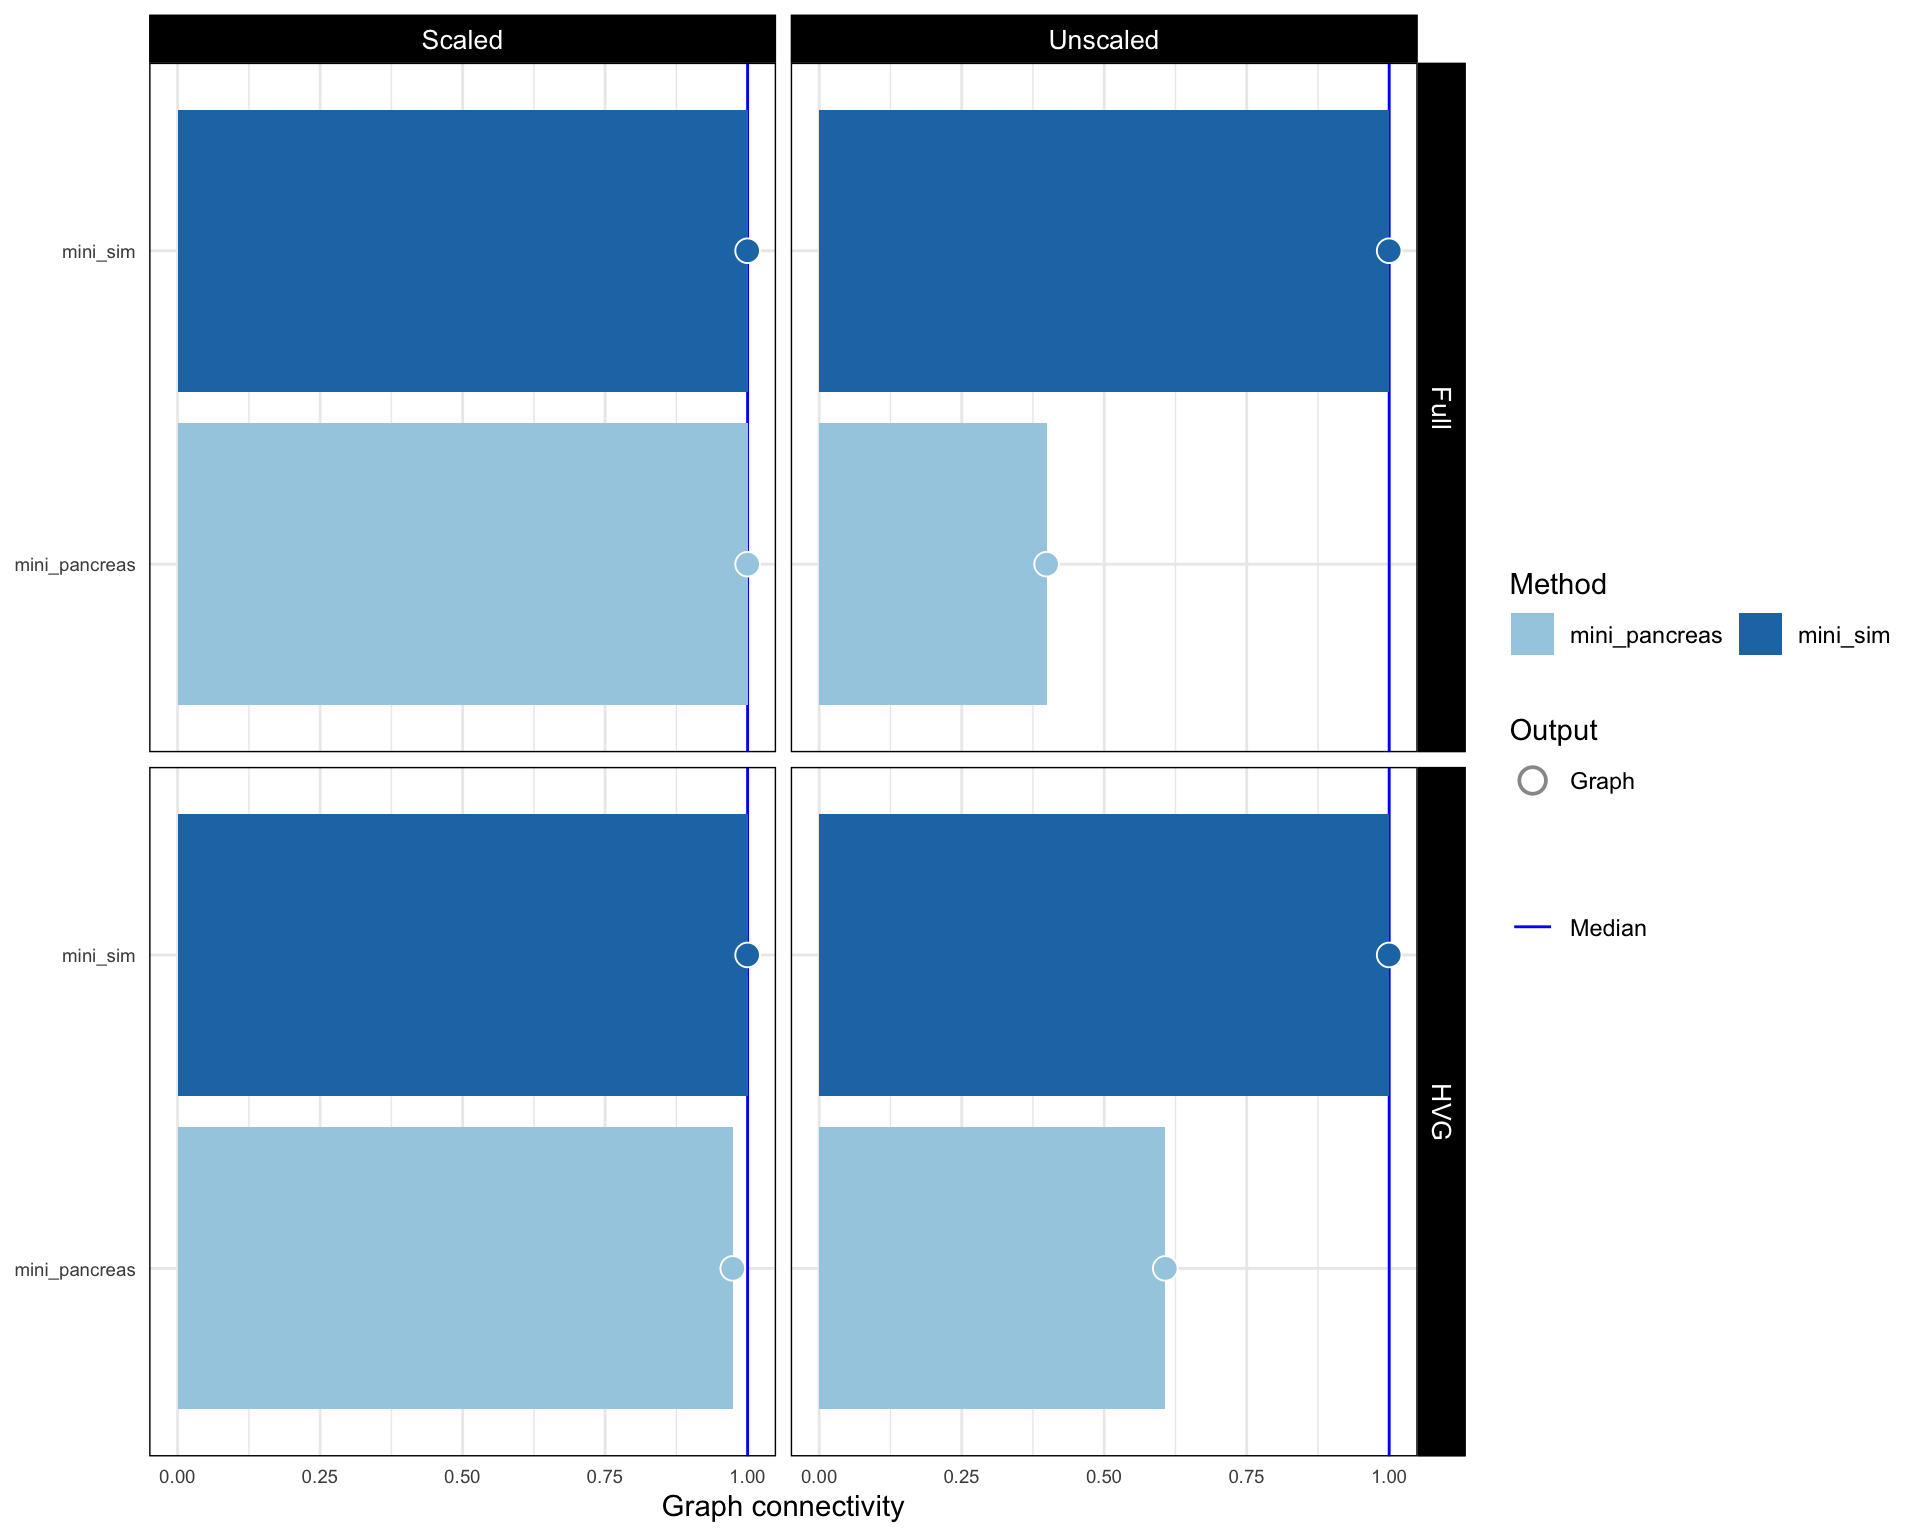 Scaled
Unscaled
Full
mini_sim
mini_pancreas
HVG
mini_sim
mini_pancreas
0.00 0.25 0.50 0.75 1.00
0.00 0.25 0.50 0.75 1.00
Graph connectivity
Method
mini_pancreas mini_sim
Output
Graph
Median